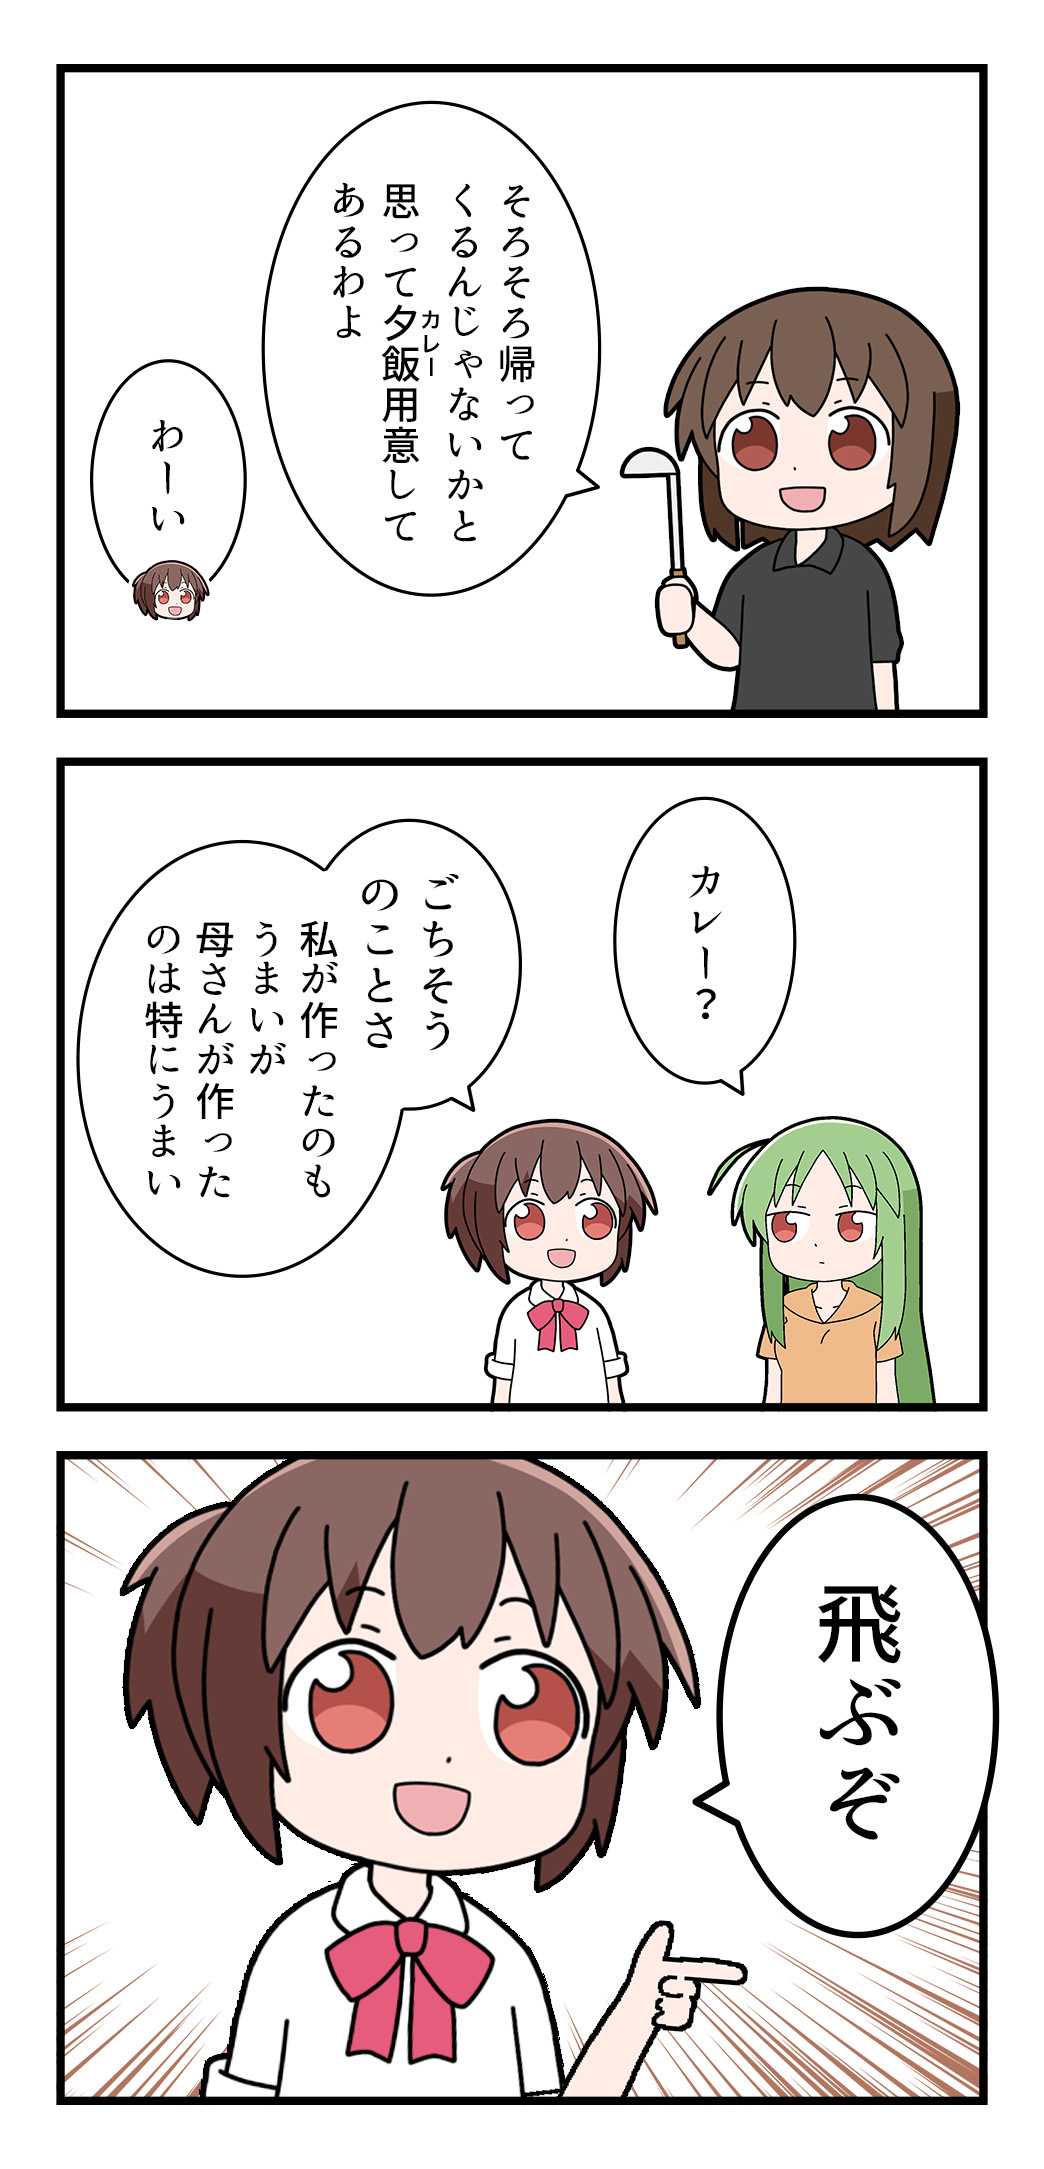 そろそろ帰って
くるんじゃないかと
思って夕飯用意して
カレー
あるわよ
わーい
カレー？
ごちそう
のことさ
私が作ったのも
うまいが
母さんが作った
のは特にうまい
飛ぶぞ